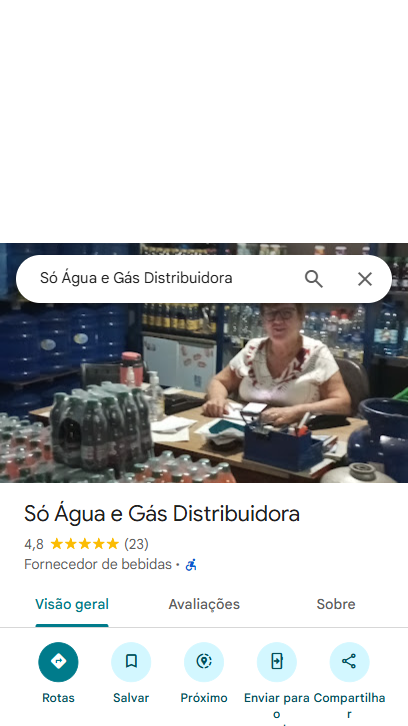 Só Água e Gás Distribuidora
Só Água e Gás Distribuidora
4,8 (23)
Fornecedor de bebidas ·
Visão geral Avaliações Sobre
Rotas Salvar Próximo Enviar para Compartilha
o r